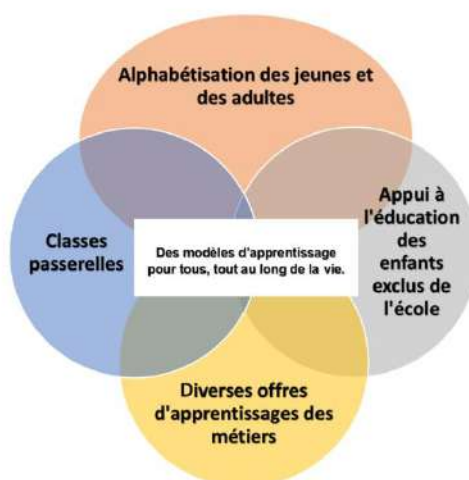 Alphabétisation des jeunes et
des adultes
Classes
passerelles
Des modèles d'apprentissage
pour tous, tout au long de la vie.
Appui à
l'éducation
des
enfants
exclus de
l'école
Diverses offres
d'apprentissages des
métiers